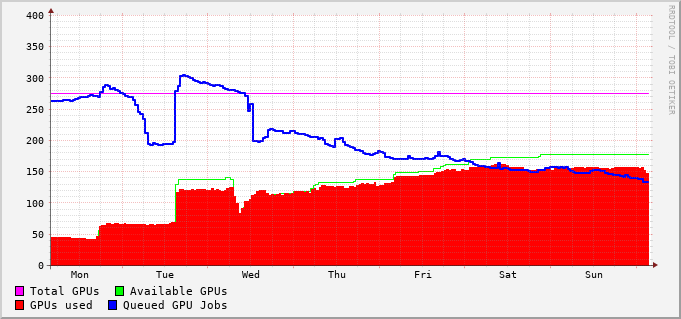 400
350
300
250
200
150
100
50
0
Mon Tue Wed Thu Fri Sat Sun
Total GPUs Available GPUs
GPUs used Queued GPU Jobs
RRDTOOL / TOBI OETIKER